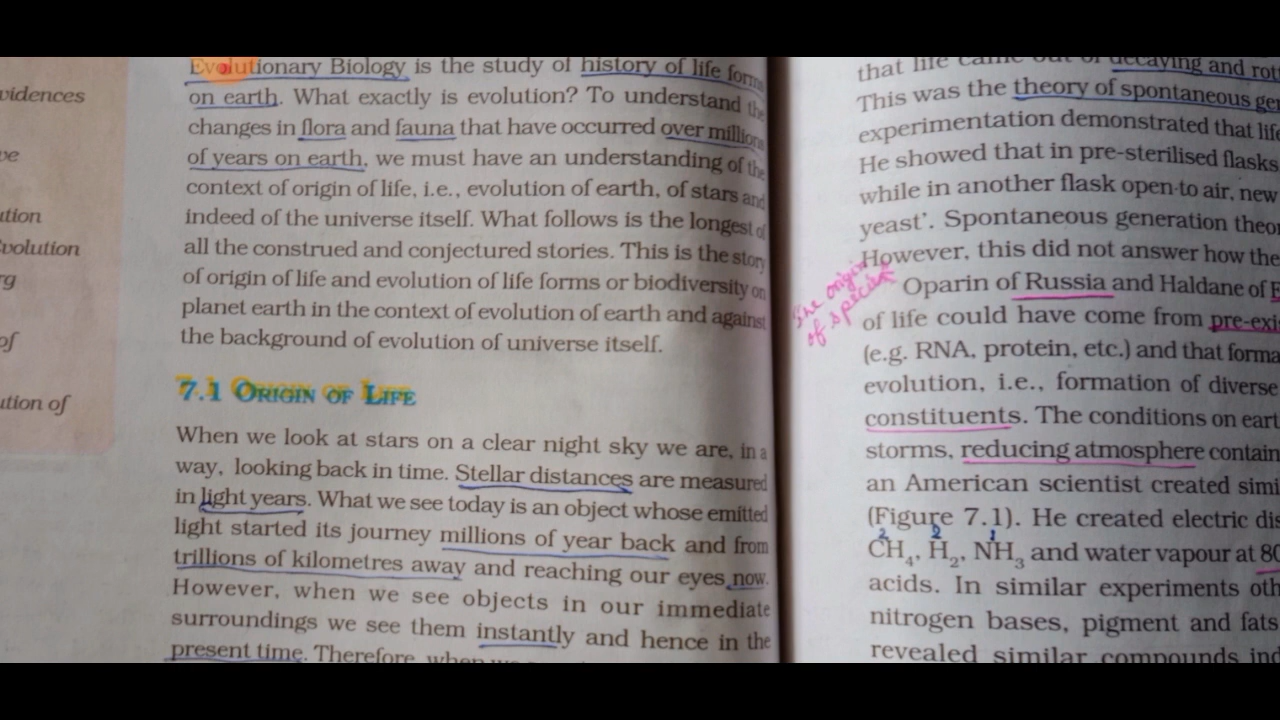 vidences
ve
ution
Evolution
rg
of
ution of
Evolutionary Biology is the study of history of life forms
on earth. What exactly is evolution? To understand the
changes in flora and fauna that have occurred over millions
of years on earth, we must have an understanding of the
context of origin of life, i.e., evolution of earth, of stars and
indeed of the universe itself. What follows is the longest of
all the construed and conjectured stories. This is the story
of origin of life and evolution of life forms or biodiversity on
planet earth in the context of evolution of earth and against
the background of evolution of universe itself.
7.1 ORIGIN OF LIFE
When we look at stars on a clear night sky we are, in a
way, looking back in time. Stellar distances are measured
in light years. What we see today is an object whose emitted
light started its journey millions of year back and from
trillions of kilometres away and reaching our eyes now.
However, when we see objects in our immediate
surroundings we see them instantly and hence in the
present time. Therefore, when
that life came out of decaying and rott
This was the theory of spontaneous ge
experimentation demonstrated that life
He showed that in pre-sterilised flasks
while in another flask open to air, new
yeast'. Spontaneous generation theor
However, this did not answer how the
The origin
of species
Oparin of Russia and Haldane of E
of life could have come from pre-exi
(e.g. RNA, protein, etc.) and that forma
evolution, i.e., formation of diverse
constituents. The conditions on eart
storms, reducing atmosphere contain
an American scientist created simi
(Figure 7.1). He created electric dis
2 2 1
CH₄, H₂, NH₃ and water vapour at 80
acids. In similar experiments oth
nitrogen bases, pigment and fats
revealed similar compounds ind